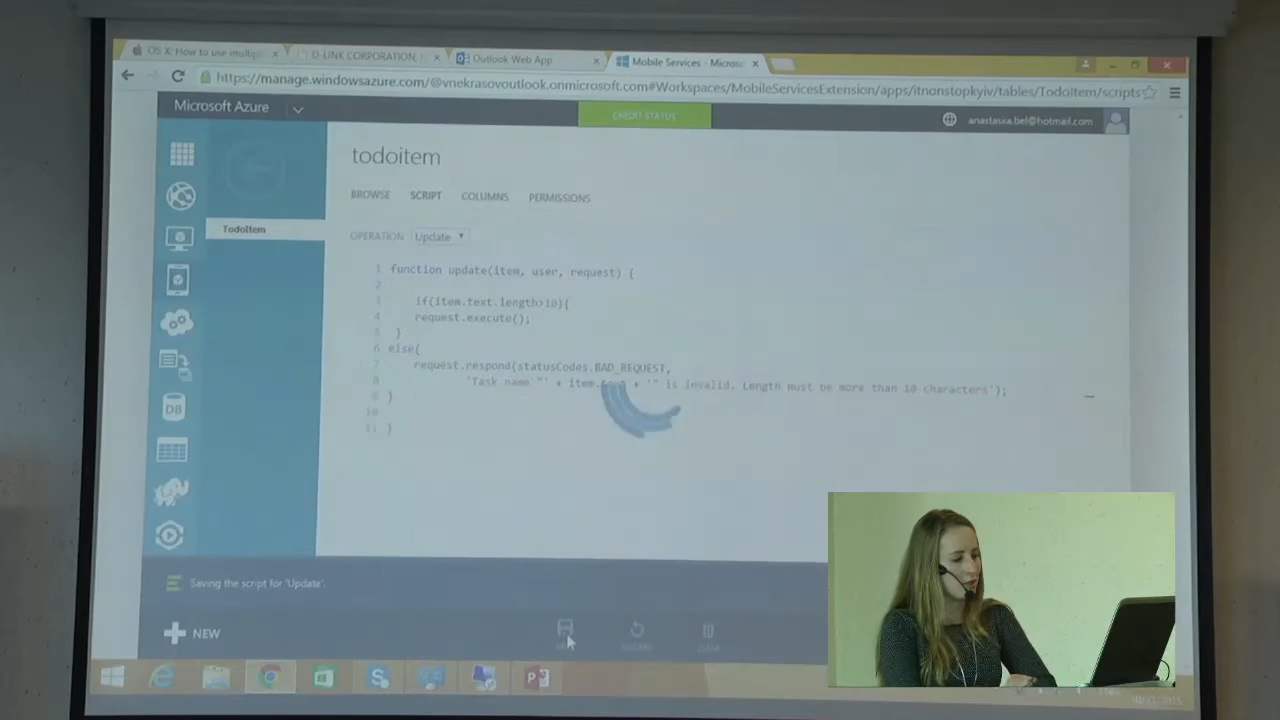 OS X: How to use multipl
D-LINK CORPORATION
Outlook Web App
Mobile Services - Microso
https://manage.windowsazure.com/@vnekrasovoutlook.onmicrosoft.com#Workspaces/MobileServicesExtension/apps/itnonstopkyiv/tables/TodoItem/scripts
Microsoft Azure
CREDIT STATUS
anastasiia.bel@hotmail.com
todoitem
BROWSE SCRIPT COLUMNS PERMISSIONS
TodoItem
OPERATION Update
1 function update(item, user, request) {
2
3 if(item.text.length>10){
4 request.execute();
5 }
6 else{
7 request.respond(statusCodes.BAD_REQUEST,
8 'Task name "' + item.text + '" is invalid. Length must be more than 10 characters');
9 }
10
11 }
DB
Saving the script for 'Update'.
NEW